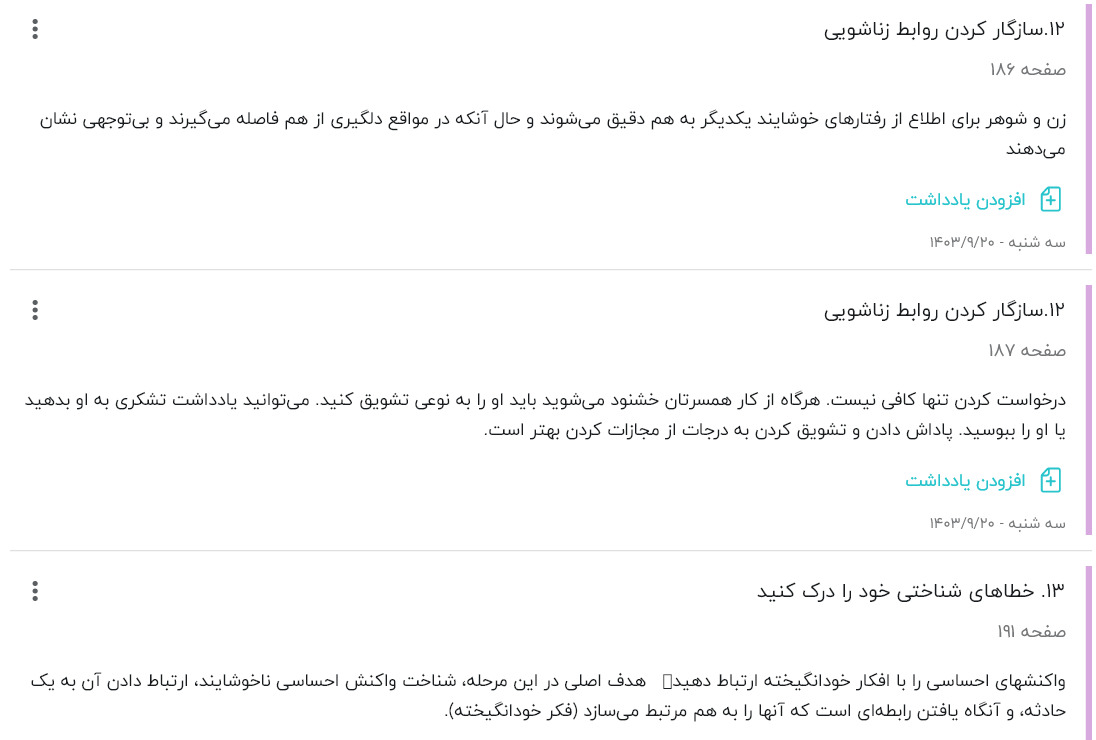 ۱۲.سازگار کردن روابط زناشویی
صفحه ۱۸۶
زن و شوهر برای اطلاع از رفتارهای خوشایند یکدیگر به هم دقیق می‌شوند و حال آنکه در مواقع دلگیری از هم فاصله می‌گیرند و بی‌توجهی نشان
می‌دهند
افزودن یادداشت
سه شنبه - ۱۴۰۳/۹/۲۰
۱۲.سازگار کردن روابط زناشویی
صفحه ۱۸۷
درخواست کردن تنها کافی نیست. هرگاه از کار همسرتان خشنود می‌شوید باید او را به نوعی تشویق کنید. می‌توانید یادداشت تشکری به او بدهید
یا او را ببوسید. پاداش دادن و تشویق کردن به درجات از مجازات کردن بهتر است.
افزودن یادداشت
سه شنبه - ۱۴۰۳/۹/۲۰
۱۳. خطاهای شناختی خود را درک کنید
صفحه ۱۹۱
واکنشهای احساسی را با افکار خودانگیخته ارتباط دهید هدف اصلی در این مرحله، شناخت واکنش احساسی ناخوشایند، ارتباط دادن آن به یک
حادثه، و آنگاه یافتن رابطه‌ای است که آنها را به هم مرتبط می‌سازد (فکر خودانگیخته).